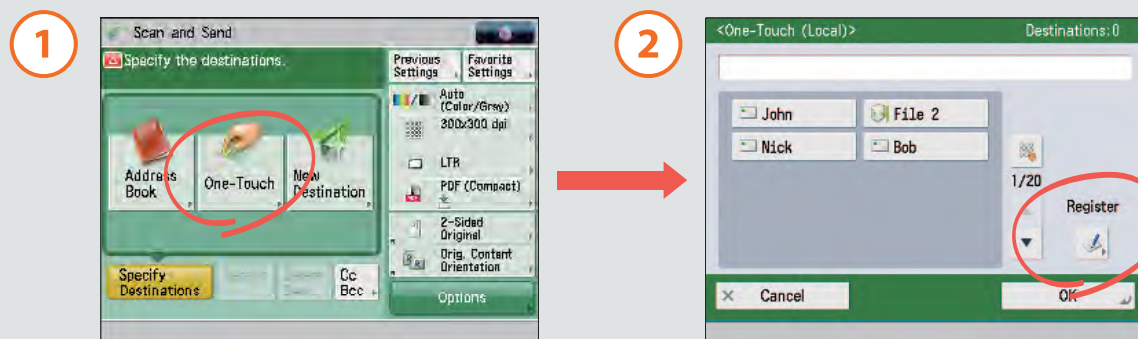 1
Scan and Send
Specify the destinations.
Previous Settings
Favorite Settings
Auto (Color/Gray)
300x300 dpi
LTR
PDF (Compact)
2-Sided Original
Orig. Content Orientation
Options
Address Book
One-Touch
New Destination
Specify Destinations
Cc Bcc
2
<One-Touch (Local)>
Destinations:0
John
File 2
Nick
Bob
1/20
Register
Cancel
OK